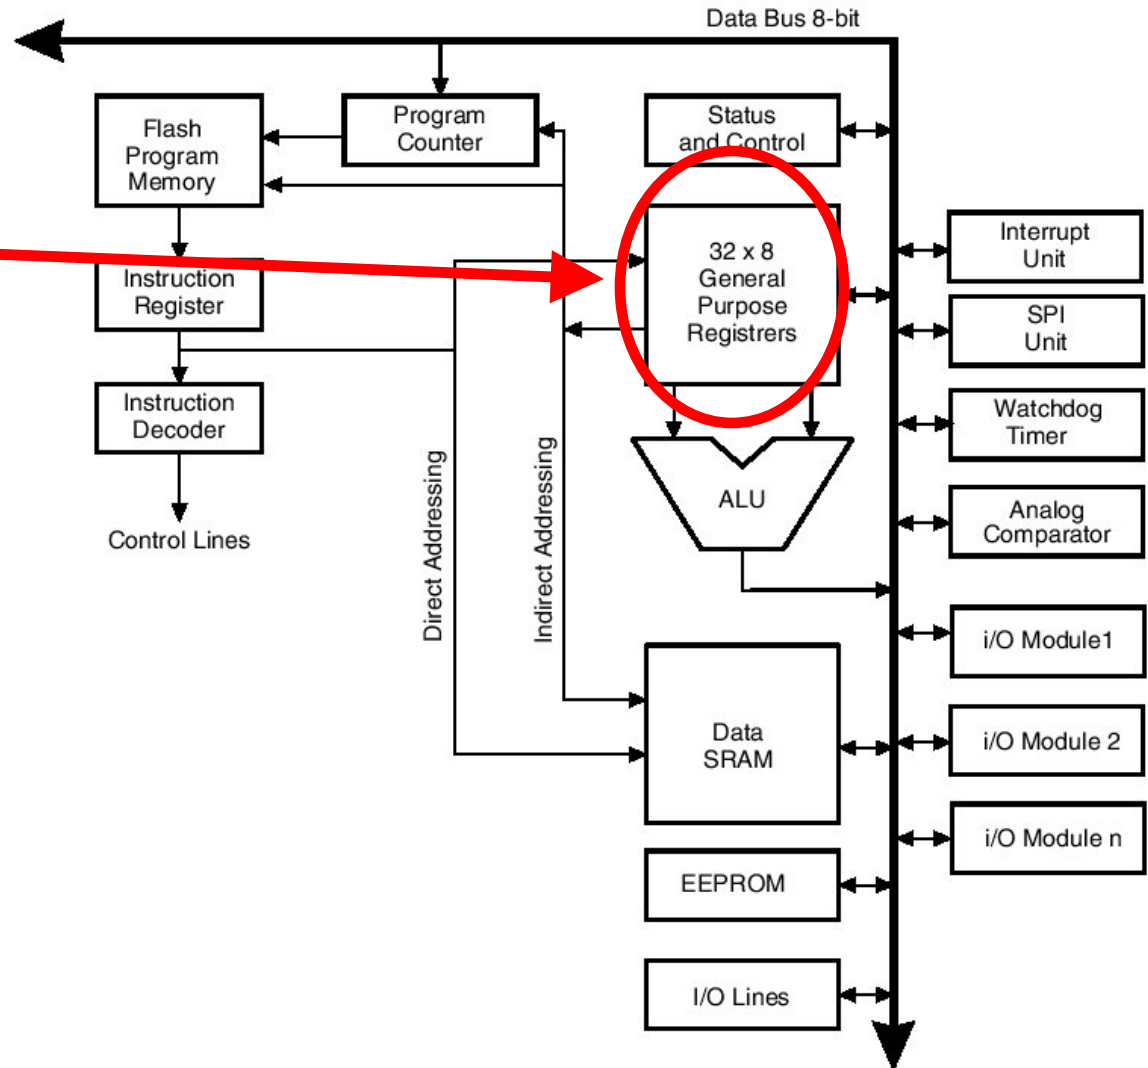 Data Bus 8-bit
Flash
Program
Memory
Program
Counter
Status
and Control
32 x 8
General
Purpose
Registrers
Instruction
Register
Instruction
Decoder
Control Lines
Direct Addressing
Indirect Addressing
ALU
Data
SRAM
EEPROM
I/O Lines
Interrupt
Unit
SPI
Unit
Watchdog
Timer
Analog
Comparator
i/O Module1
i/O Module 2
i/O Module n